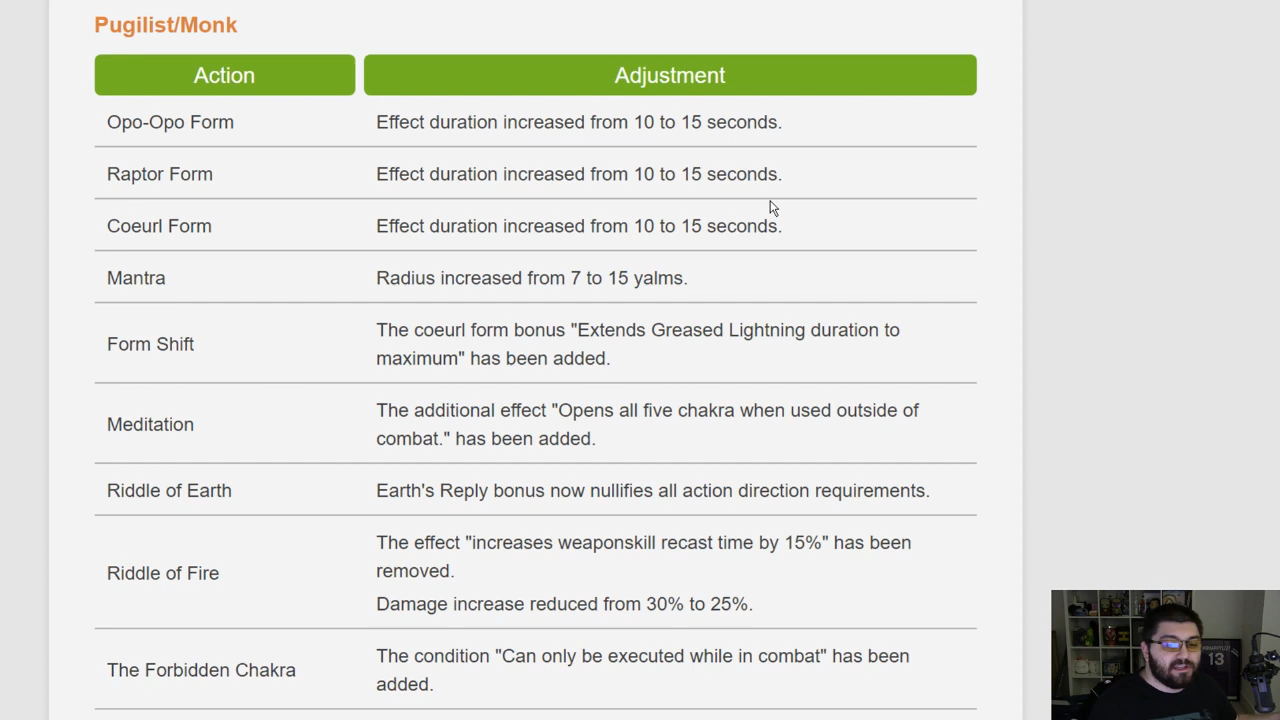 Pugilist/Monk
Action Adjustment
Opo-Opo Form Effect duration increased from 10 to 15 seconds.
Raptor Form Effect duration increased from 10 to 15 seconds.
Coeurl Form Effect duration increased from 10 to 15 seconds.
Mantra Radius increased from 7 to 15 yalms.
Form Shift The coeurl form bonus "Extends Greased Lightning duration to
maximum" has been added.
Meditation The additional effect "Opens all five chakra when used outside of
combat." has been added.
Riddle of Earth Earth's Reply bonus now nullifies all action direction requirements.
Riddle of Fire The effect "increases weaponskill recast time by 15%" has been
removed.
Damage increase reduced from 30% to 25%.
The Forbidden Chakra The condition "Can only be executed while in combat" has been
added.
13